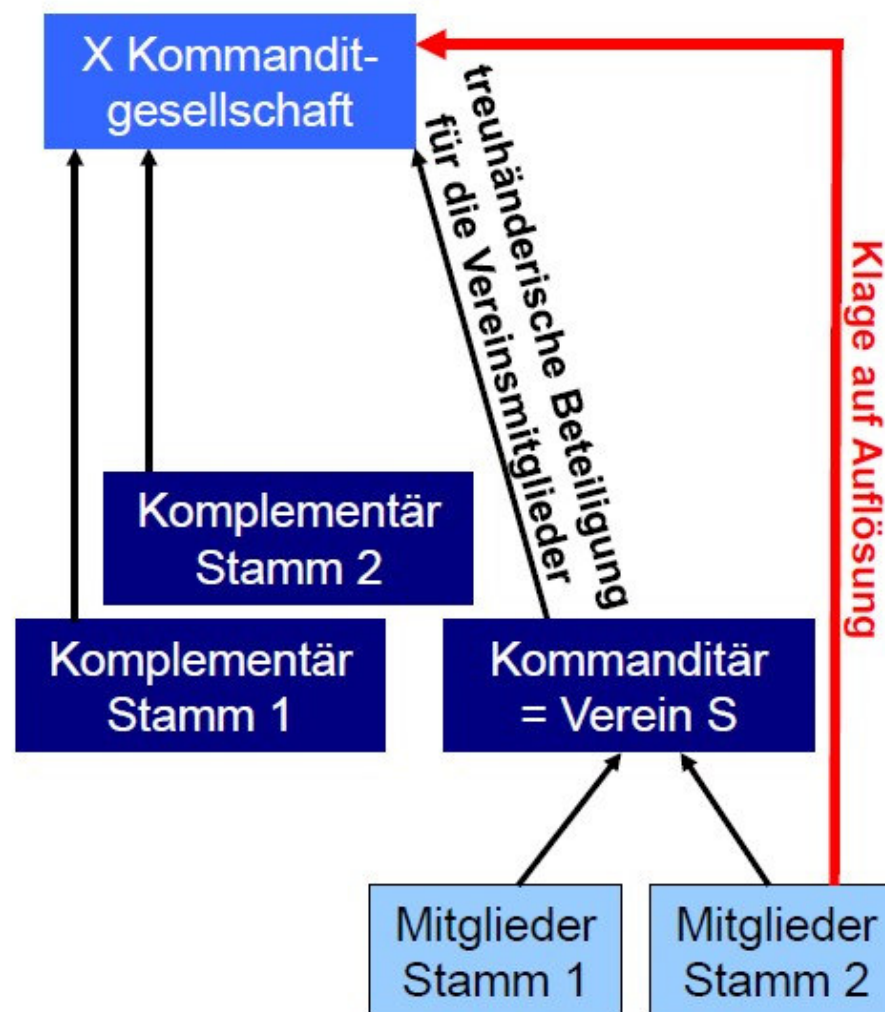 X Kommandit-
gesellschaft
treuhänderische Beteiligung
für die Vereinsmitglieder
Klage auf Auflösung
Komplementär
Stamm 2
Komplementär
Stamm 1
Kommanditär
= Verein S
Mitglieder
Stamm 1
Mitglieder
Stamm 2